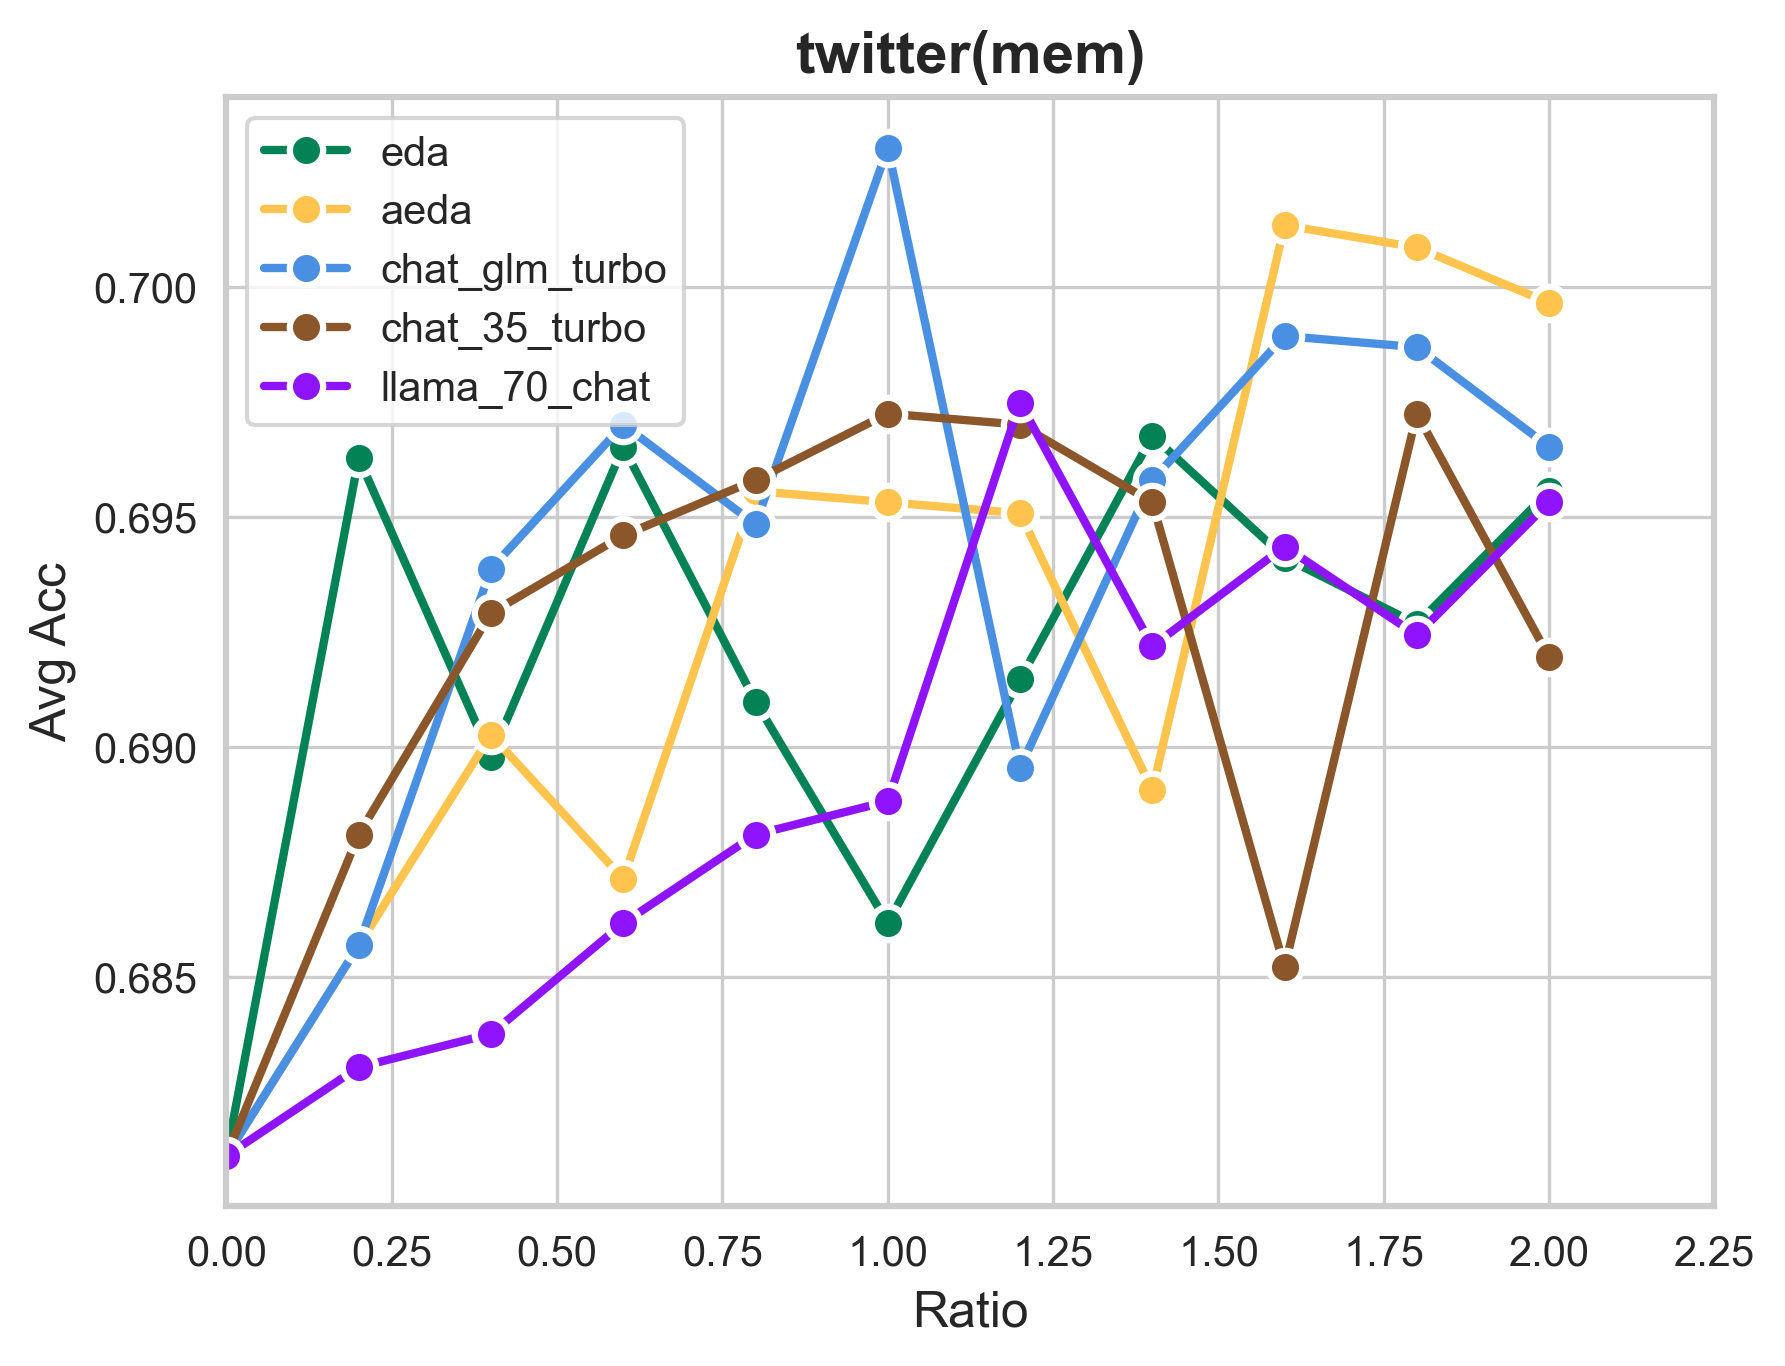 twitter(mem)
eda
aeda
chat_glm_turbo
chat_35_turbo
llama_70_chat
0.700
0.695
0.690
0.685
Avg Acc
0.00 0.25 0.50 0.75 1.00 1.25 1.50 1.75 2.00 2.25
Ratio